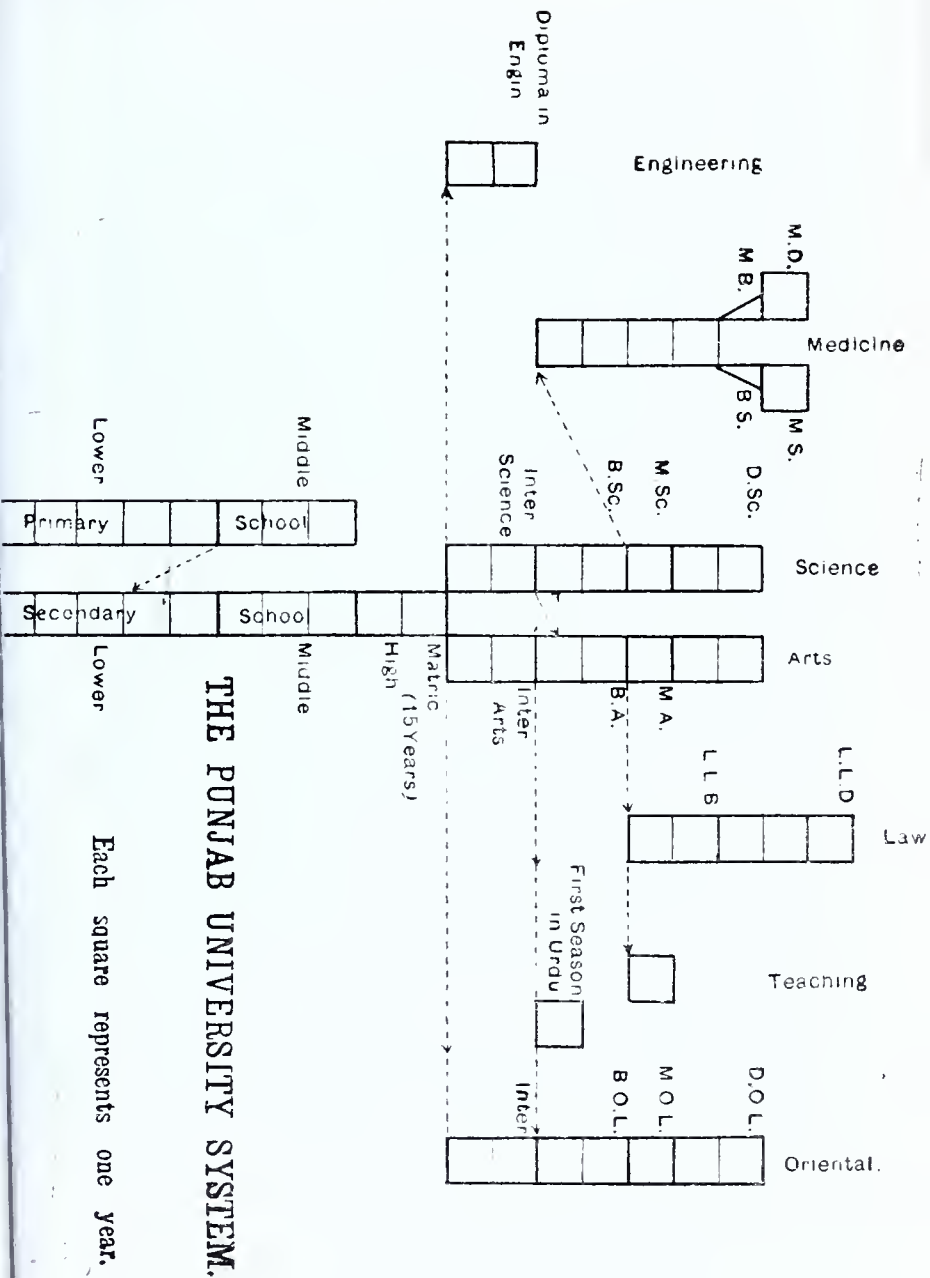 Diploma in
Engin
Engineering
M.D.
M B.
Medicine
B S.
M S.
Lower
Middle
Primary School
Inter
Science
B.Sc,
M Sc.
D.Sc.
Science
Secondary School
Lower
Middle
High
Matric
(15 Years)
Inter
Arts
B.A.
M A.
Arts
L L B
L.L.D
Law
First Season
in Urdu
Teaching
Inter
B O.L.
M O L.
D.O L.
Oriental.
THE PUNJAB UNIVERSITY SYSTEM.
Each square represents one year.